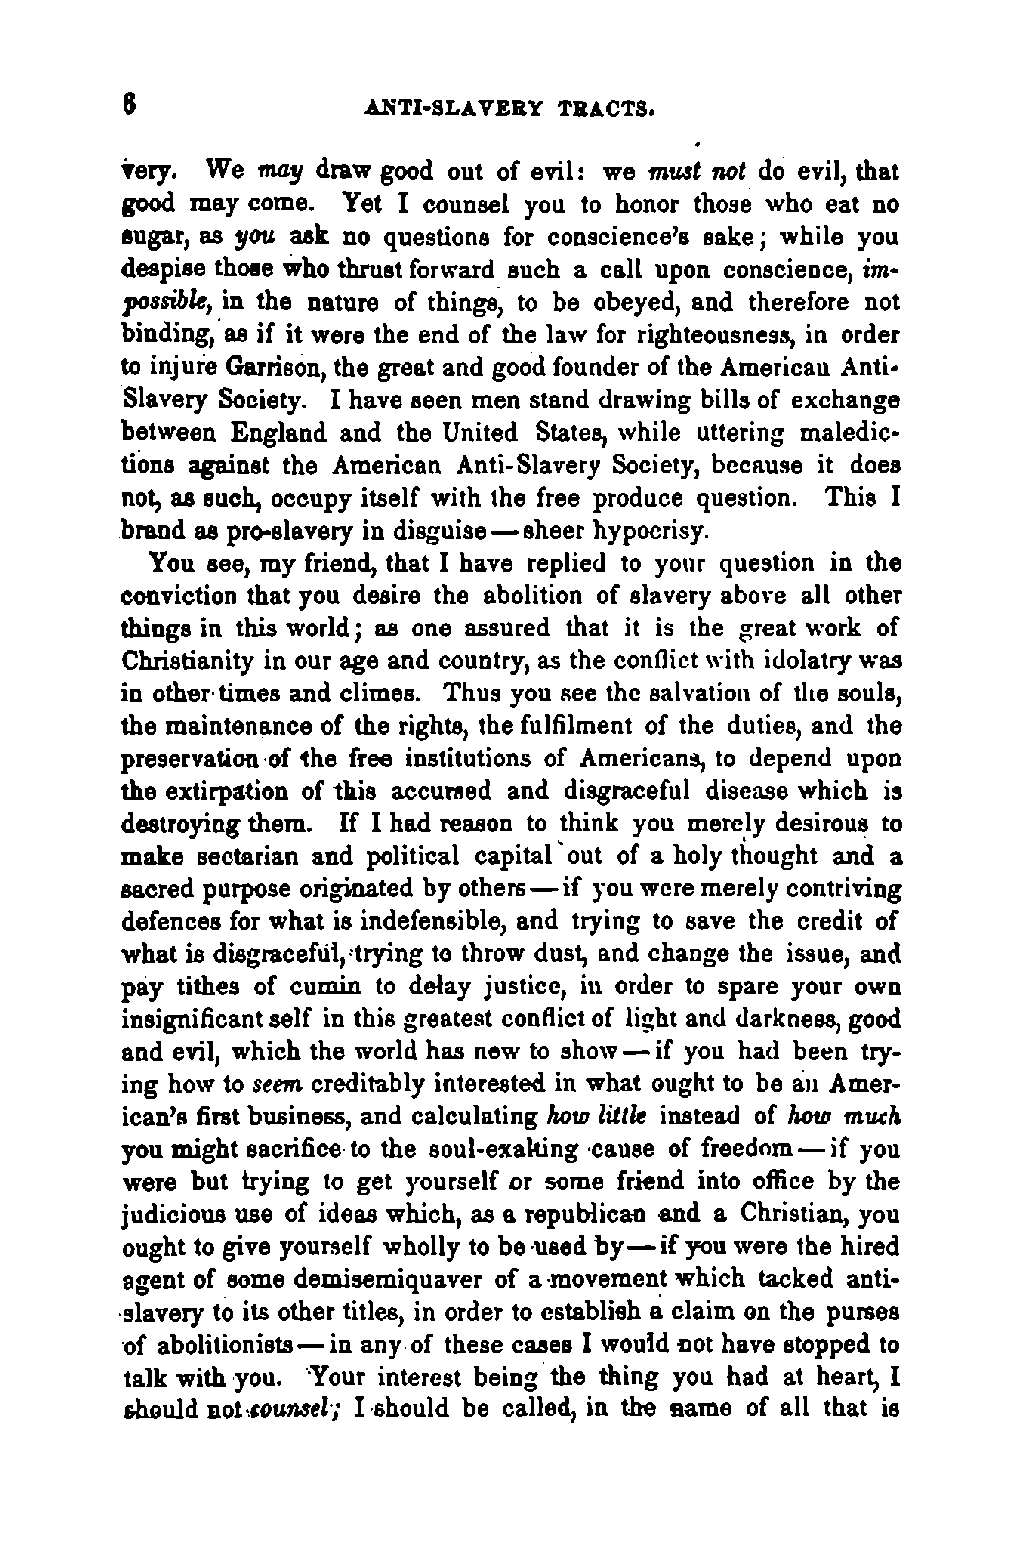 6 ANTI-SLAVERY TRACTS.
very. We may draw good out of evil: we must not do evil, that
good may come. Yet I counsel you to honor those who eat no
sugar, as you ask no questions for conscience's sake; while you
despise those who thrust forward such a call upon conscience, im-
possible, in the nature of things, to be obeyed, and therefore not
binding, as if it were the end of the law for righteousness, in order
to injure Garrison, the great and good founder of the American Anti-
Slavery Society. I have seen men stand drawing bills of exchange
between England and the United States, while uttering maledic-
tions against the American Anti-Slavery Society, because it does
not, as such, occupy itself with the free produce question. This I
brand as pro-slavery in disguise—sheer hypocrisy.
You see, my friend, that I have replied to your question in the
conviction that you desire the abolition of slavery above all other
things in this world; as one assured that it is the great work of
Christianity in our age and country, as the conflict with idolatry was
in other times and climes. Thus you see the salvation of the souls,
the maintenance of the rights, the fulfilment of the duties, and the
preservation of the free institutions of Americans, to depend upon
the extirpation of this accursed and disgraceful disease which is
destroying them. If I had reason to think you merely desirous to
make sectarian and political capital out of a holy thought and a
sacred purpose originated by others—if you were merely contriving
defences for what is indefensible, and trying to save the credit of
what is disgraceful, trying to throw dust, and change the issue, and
pay tithes of cumin to delay justice, in order to spare your own
insignificant self in this greatest conflict of light and darkness, good
and evil, which the world has now to show—if you had been try-
ing how to seem creditably interested in what ought to be an Amer-
ican's first business, and calculating how little instead of how much
you might sacrifice to the soul-exalting cause of freedom—if you
were but trying to get yourself or some friend into office by the
judicious use of ideas which, as a republican and a Christian, you
ought to give yourself wholly to be used by—if you were the hired
agent of some demisemiquaver of a movement which tacked anti-
slavery to its other titles, in order to establish a claim on the purses
of abolitionists—in any of these cases I would not have stopped to
talk with you. Your interest being the thing you had at heart, I
should not counsel; I should be called, in the name of all that is